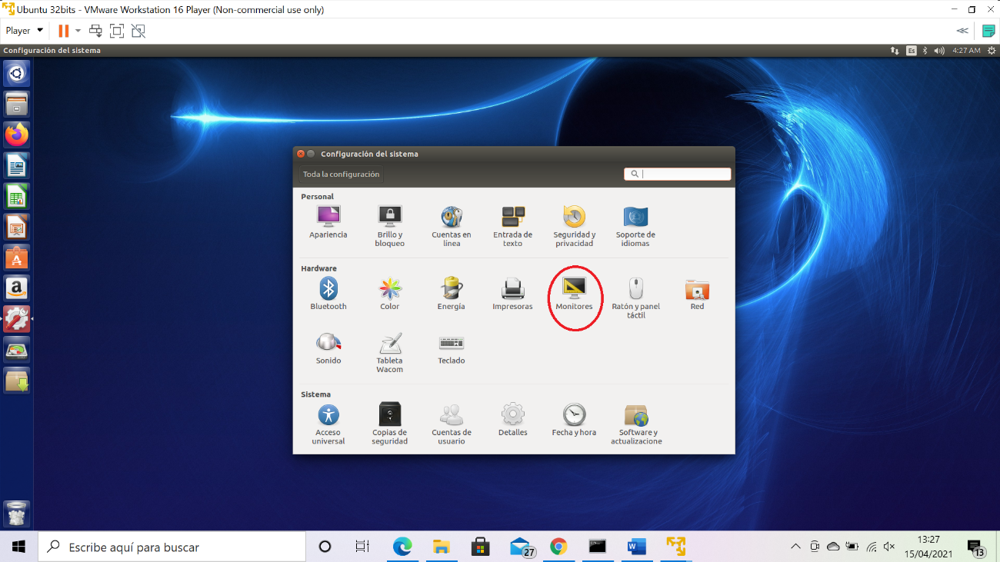 Ubuntu 32bits - VMware Workstation 16 Player (Non-commercial use only)
Player
Configuración del sistema
Es
4:27 AM
Configuración del sistema
Toda la configuración
Personal
Apariencia
Brillo y
bloqueo
Cuentas en
línea
Entrada de
texto
Seguridad y
privacidad
Soporte de
idiomas
Hardware
Bluetooth
Color
Energía
Impresoras
Monitores
Ratón y panel
táctil
Red
Sonido
Tableta
Wacom
Teclado
Sistema
Acceso
universal
Copias de
seguridad
Cuentas de
usuario
Detalles
Fecha y hora
Software y
actualizacione
Escribe aquí para buscar
27
W
13:27
15/04/2021
13